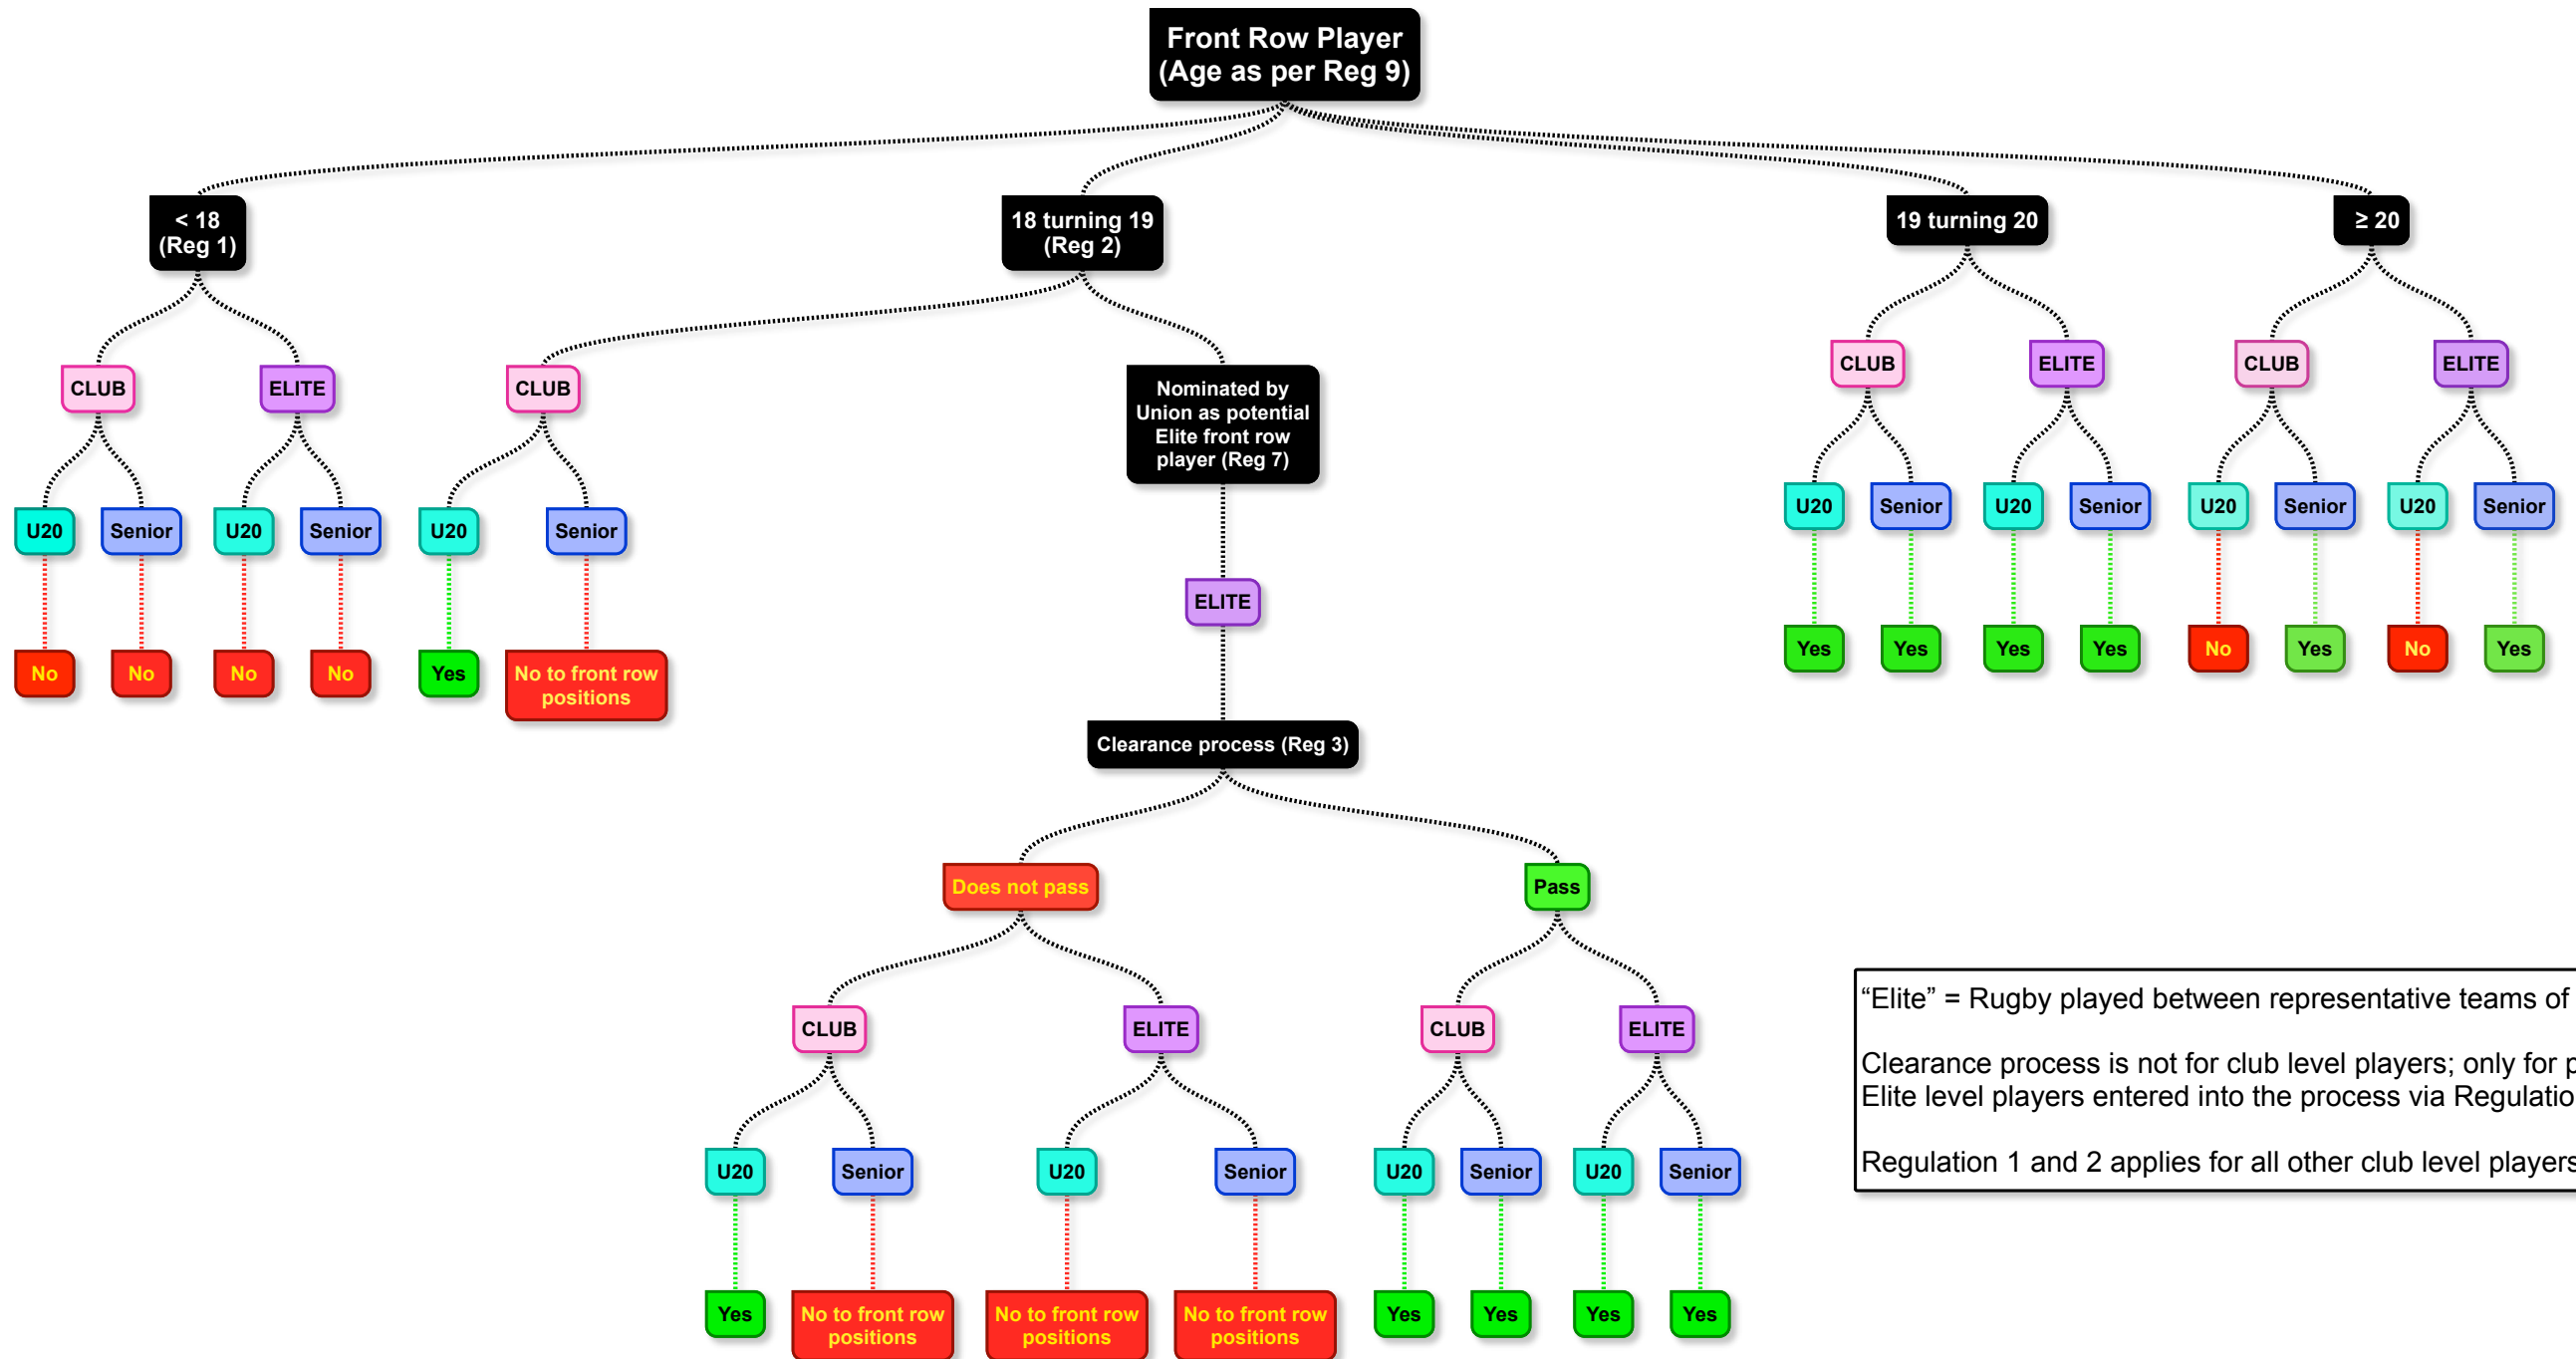 Front Row Player
(Age as per Reg 9)
< 18
(Reg 1)
18 turning 19
(Reg 2)
19 turning 20
≥ 20
CLUB
ELITE
CLUB
Nominated by
Union as potential
Elite front row
player (Reg 7)
CLUB
ELITE
CLUB
ELITE
U20
Senior
U20
Senior
U20
Senior
U20
Senior
U20
Senior
U20
Senior
U20
Senior
ELITE
No
No
No
No
Yes
No to front row
positions
Yes
Yes
Yes
Yes
No
Yes
No
Yes
Clearance process (Reg 3)
Does not pass
Pass
CLUB
ELITE
CLUB
ELITE
U20
Senior
U20
Senior
U20
Senior
U20
Senior
Yes
No to front row
positions
No to front row
positions
No to front row
positions
Yes
Yes
Yes
Yes
“Elite” = Rugby played between representative teams of
Clearance process is not for club level players; only for
Elite level players entered into the process via
Regulation 1 and 2 applies for all other club level players